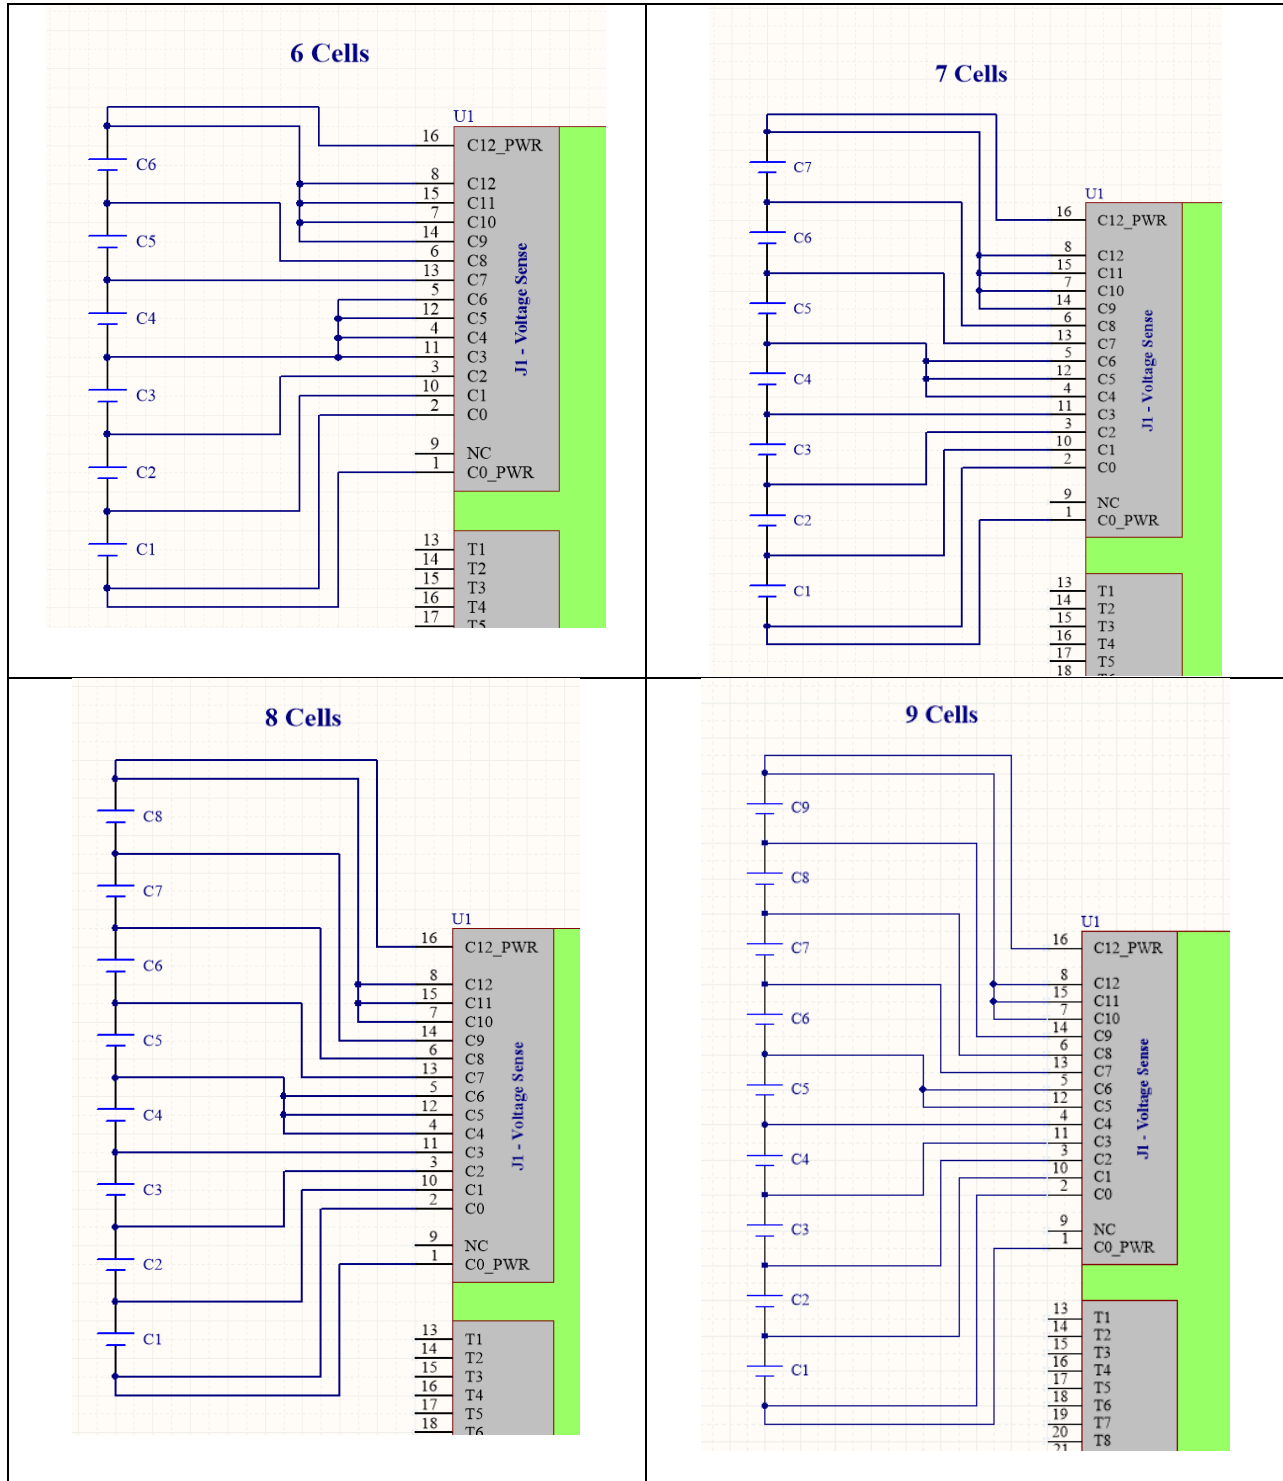 6 Cells
U1
16 C12_PWR
C6
8 C12
15 C11
7 C10
14 C9
C5
6 C8
13 C7
5 C6
12 C5
C4
4 C4
11 C3
3 C2
C3
10 C1
2 C0
9 NC
C2
1 C0_PWR
J1 - Voltage Sense
C1
13 T1
14 T2
15 T3
16 T4
17 T5
7 Cells
C7
U1
16 C12_PWR
C6
8 C12
15 C11
7 C10
14 C9
C5
6 C8
13 C7
5 C6
12 C5
C4
4 C4
11 C3
3 C2
C3
10 C1
2 C0
9 NC
C2
1 C0_PWR
J1 - Voltage Sense
C1
13 T1
14 T2
15 T3
16 T4
17 T5
18 T6
8 Cells
C8
C7
U1
16 C12_PWR
C6
8 C12
15 C11
7 C10
C5
14 C9
6 C8
13 C7
5 C6
C4
12 C5
4 C4
11 C3
3 C2
C3
10 C1
2 C0
9 NC
C2
1 C0_PWR
J1 - Voltage Sense
C1
13 T1
14 T2
15 T3
16 T4
17 T5
18 T6
9 Cells
C9
C8
U1
C7
16 C12_PWR
8 C12
15 C11
C6
7 C10
14 C9
6 C8
13 C7
C5
5 C6
12 C5
4 C4
11 C3
C4
3 C2
10 C1
2 C0
C3
9 NC
1 C0_PWR
J1 - Voltage Sense
C2
13 T1
14 T2
15 T3
C1
16 T4
17 T5
18 T6
19 T7
20 T8
21